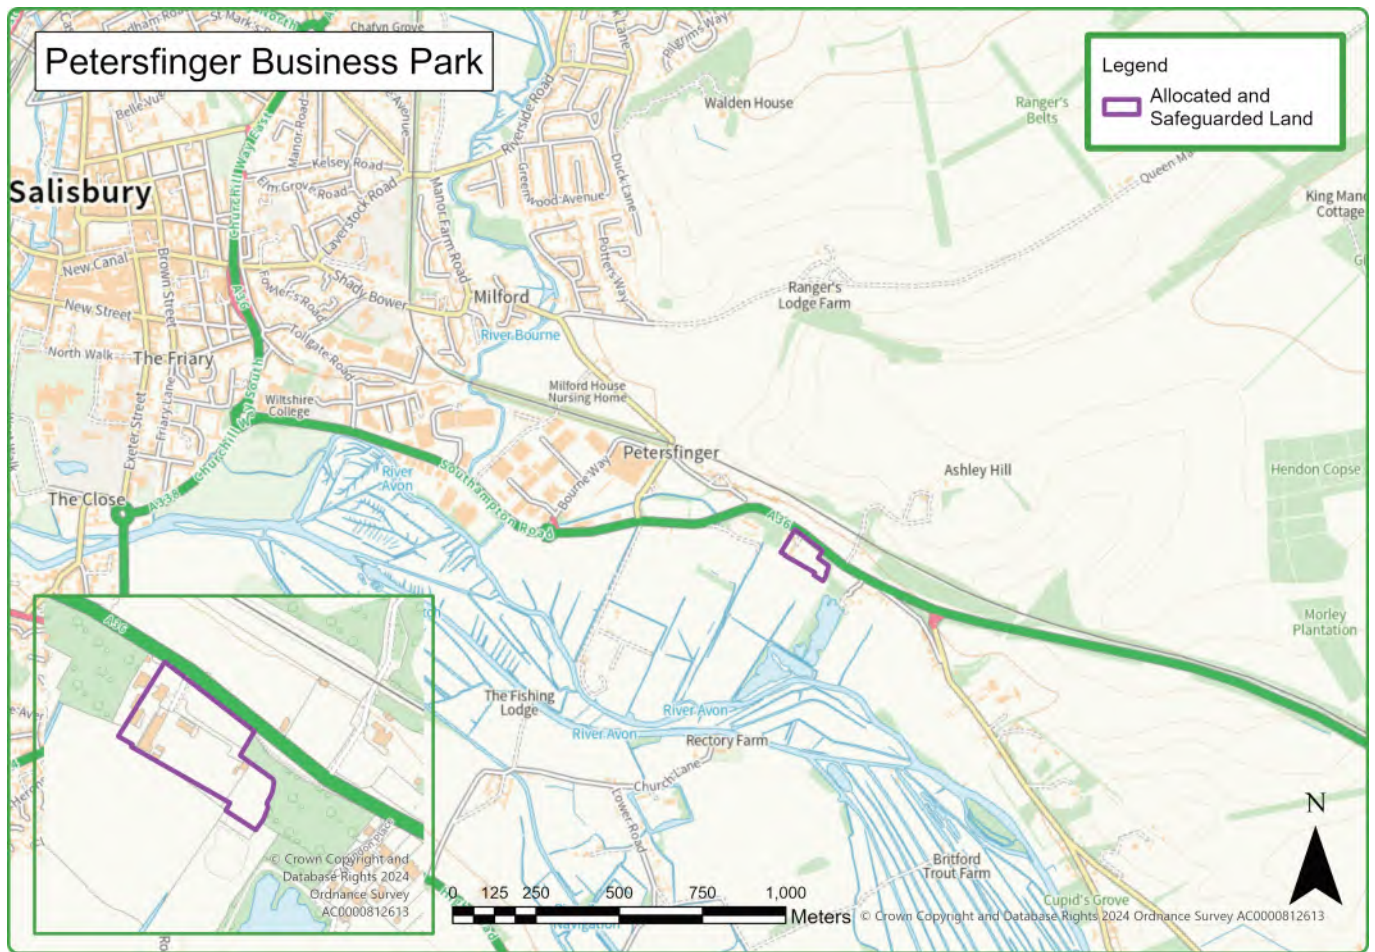 Petersfinger Business Park
Legend
Allocated and
Safeguarded Land
Chafyn Grove
Pilgrims Way
Riverside Road
Walden House
Ranger's
Belts
Belle-Vue
Churchill Way East
Manor Road
Kelsey Road
Elm Grove Road
Laverstock Road
Manor Farm Road
Duck Lane
Queen Ma
King Mano
Cottage
Salisbury
New Canal
Brown Street
New Street
A36
Fowler's Road
Shady Bower
Milford
Potters Way
Ranger's
Lodge Farm
River Bourne
North Walk
The Friary
Tollgate Road
Exeter Street
Friary Lane
Wiltshire
College
Milford House
Nursing Home
Churchill Way South
Petersfinger
Ashley Hill
Hendon Copse
River
Avon
Southampton Road
Bourne Way
The Close
A338
A36
Morley
Plantation
The Fishing
Lodge
River Avon
River Avon
Rectory Farm
Church Lane
Lower Road
Britford
Trout Farm
Cupid's Grove
Navigation
A36
© Crown Copyright and
Database Rights 2024
Ordnance Survey
AC0000812613
N
0 125 250 500 750 1,000
Meters
© Crown Copyright and Database Rights 2024 Ordnance Survey AC0000812613